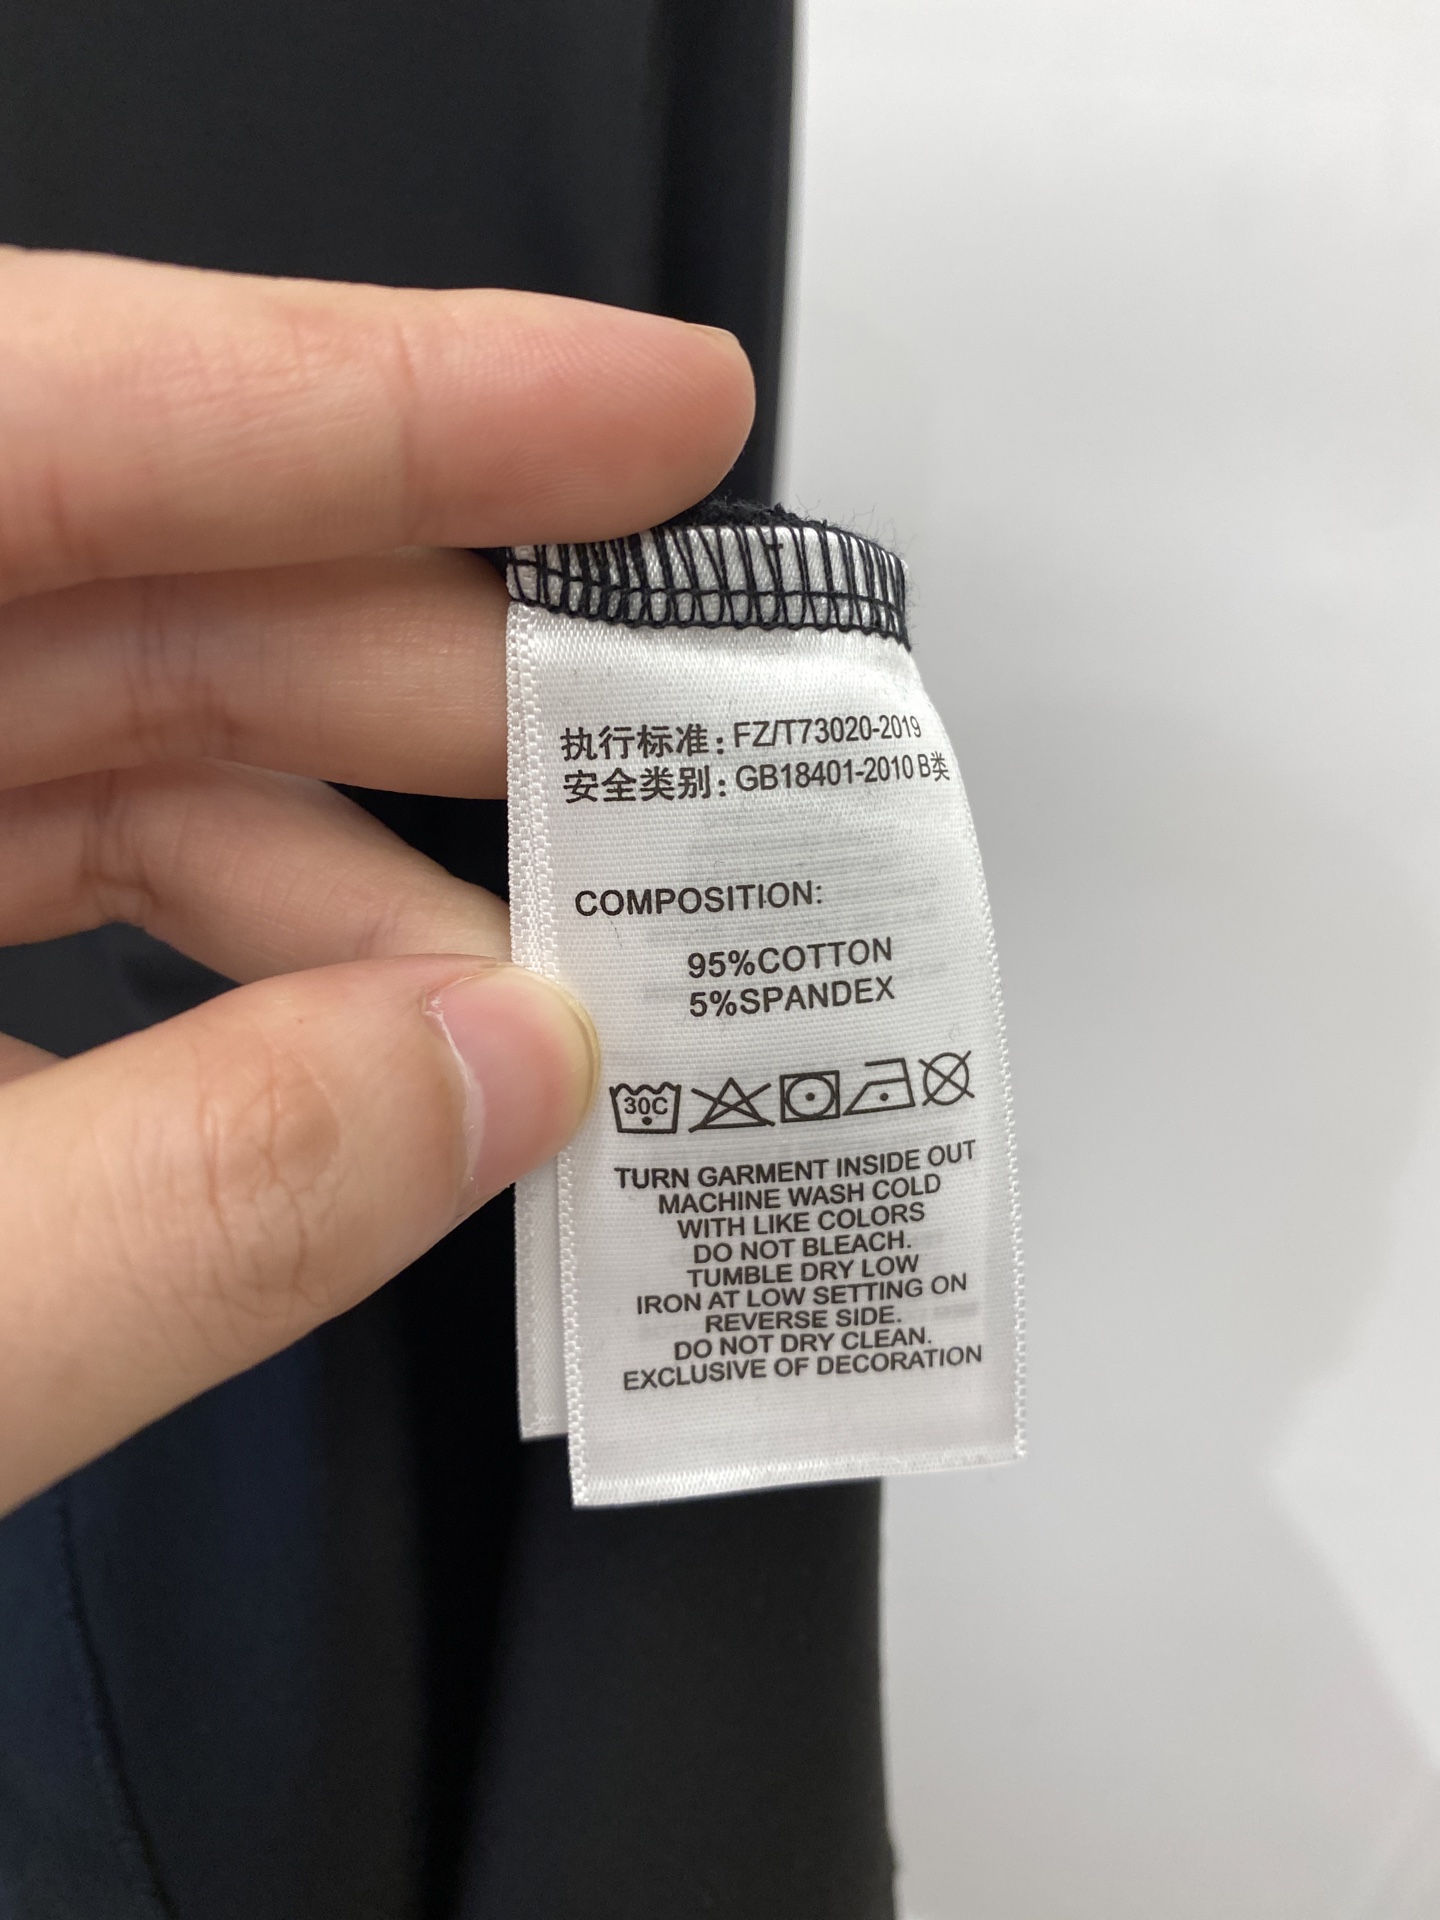 执行标准：FZ/T73020-2019
安全类别：GB18401-2010 B类
COMPOSITION:
95%COTTON
5%SPANDEX
30C
TURN GARMENT INSIDE OUT
MACHINE WASH COLD
WITH LIKE COLORS
DO NOT BLEACH.
TUMBLE DRY LOW
IRON AT LOW SETTING ON
REVERSE SIDE.
DO NOT DRY CLEAN.
EXCLUSIVE OF DECORATION